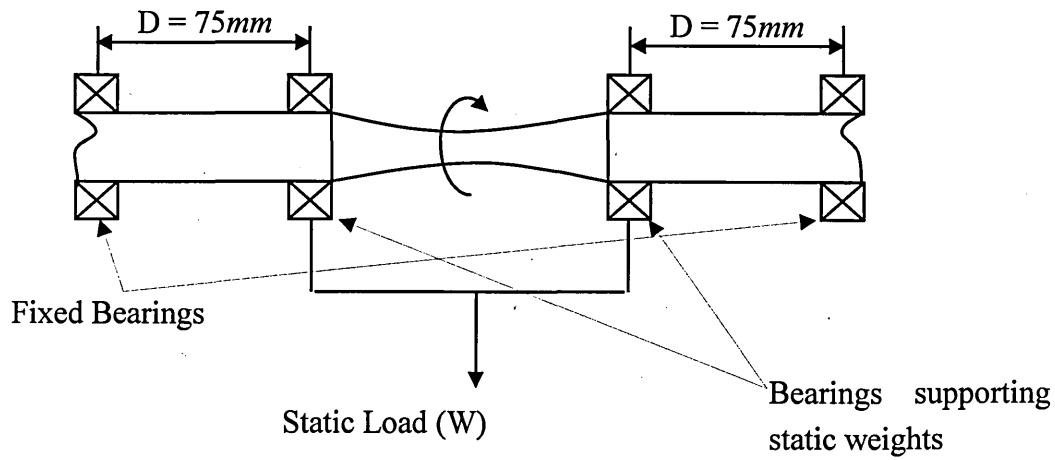 D = 75mm
D = 75mm
Fixed Bearings
Static Load (W)
Bearings supporting
static weights